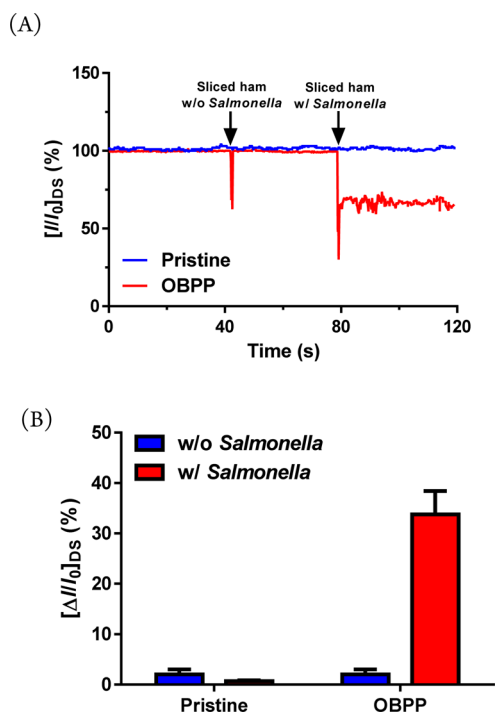 (A)
Sliced ham
w/o Salmonella
Sliced ham
w/ Salmonella
150
100
50
0
[I/I0]DS (%)
Pristine
OBPP
0 40 80 120
Time (s)
(B)
50
40
30
20
10
0
[ΔI/I0]DS (%)
w/o Salmonella
w/ Salmonella
Pristine OBPP